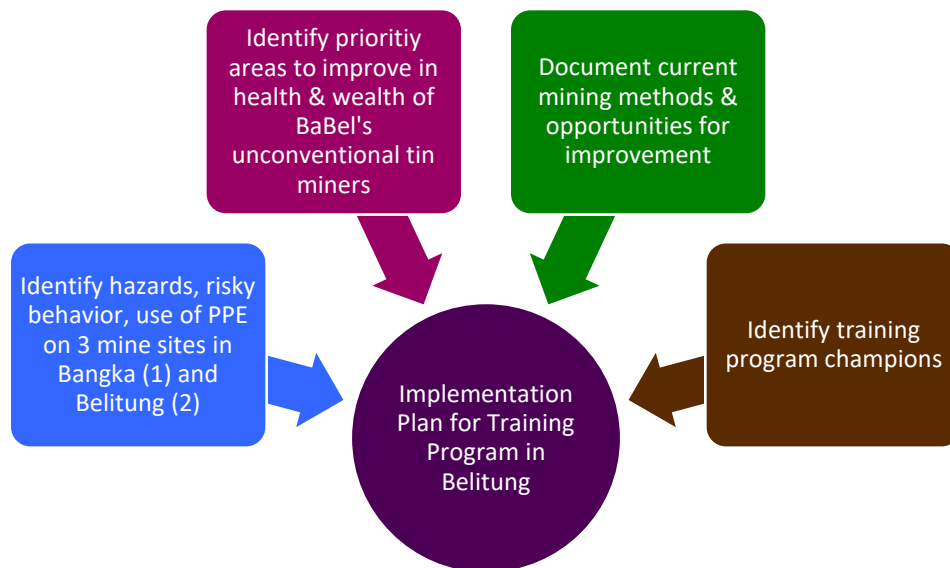 Identify prioritiy
areas to improve in
health & wealth of
BaBel's
unconventional tin
miners
Document current
mining methods &
opportunities for
improvement
Identify hazards, risky
behavior, use of PPE
on 3 mine sites in
Bangka (1) and
Belitung (2)
Identify training
program champions
Implementation
Plan for Training
Program in
Belitung